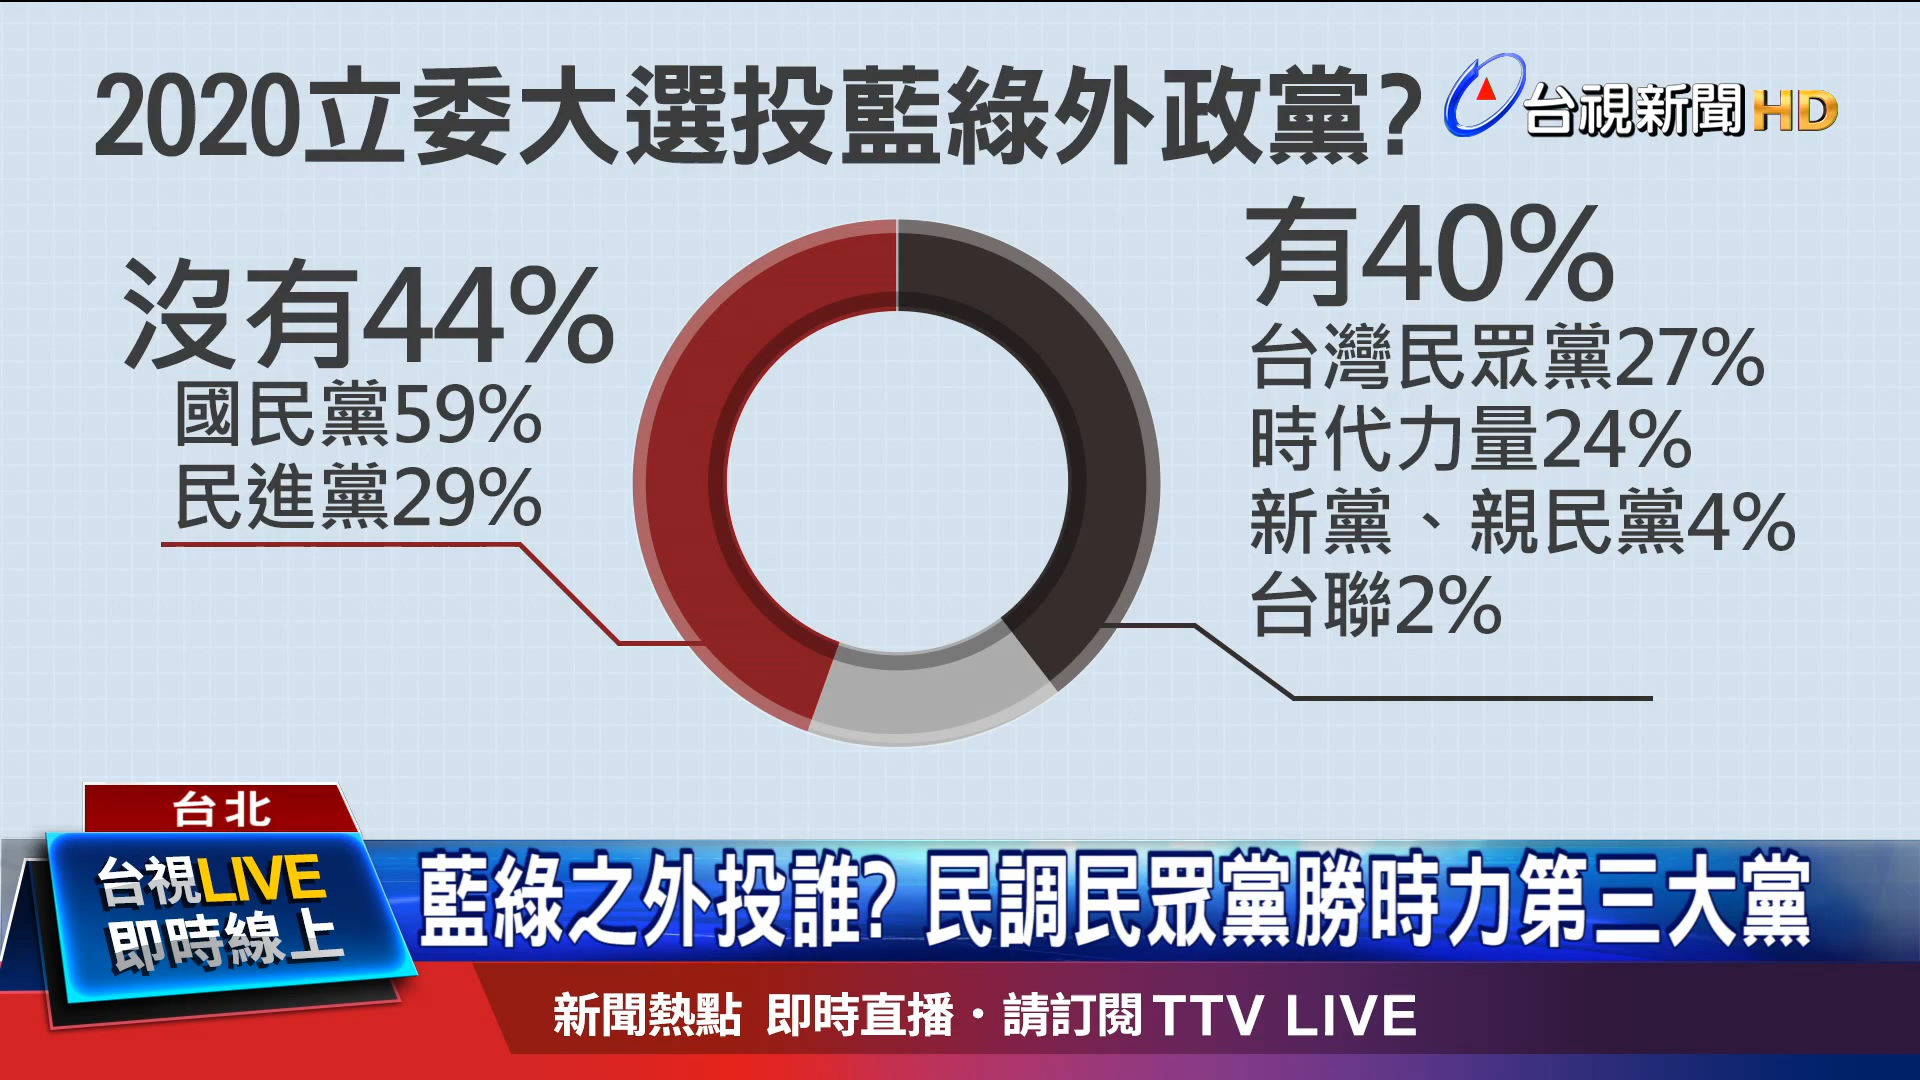 2020立委大選投藍綠外政黨?
台視新聞HD
沒有44%
國民黨59%
民進黨29%
有40%
台灣民眾黨27%
時代力量24%
新黨、親民黨4%
台聯2%
台北
台視LIVE
即時線上
藍綠之外投誰? 民調民眾黨勝時力第三大黨
新聞熱點 即時直播・請訂閱TTV LIVE